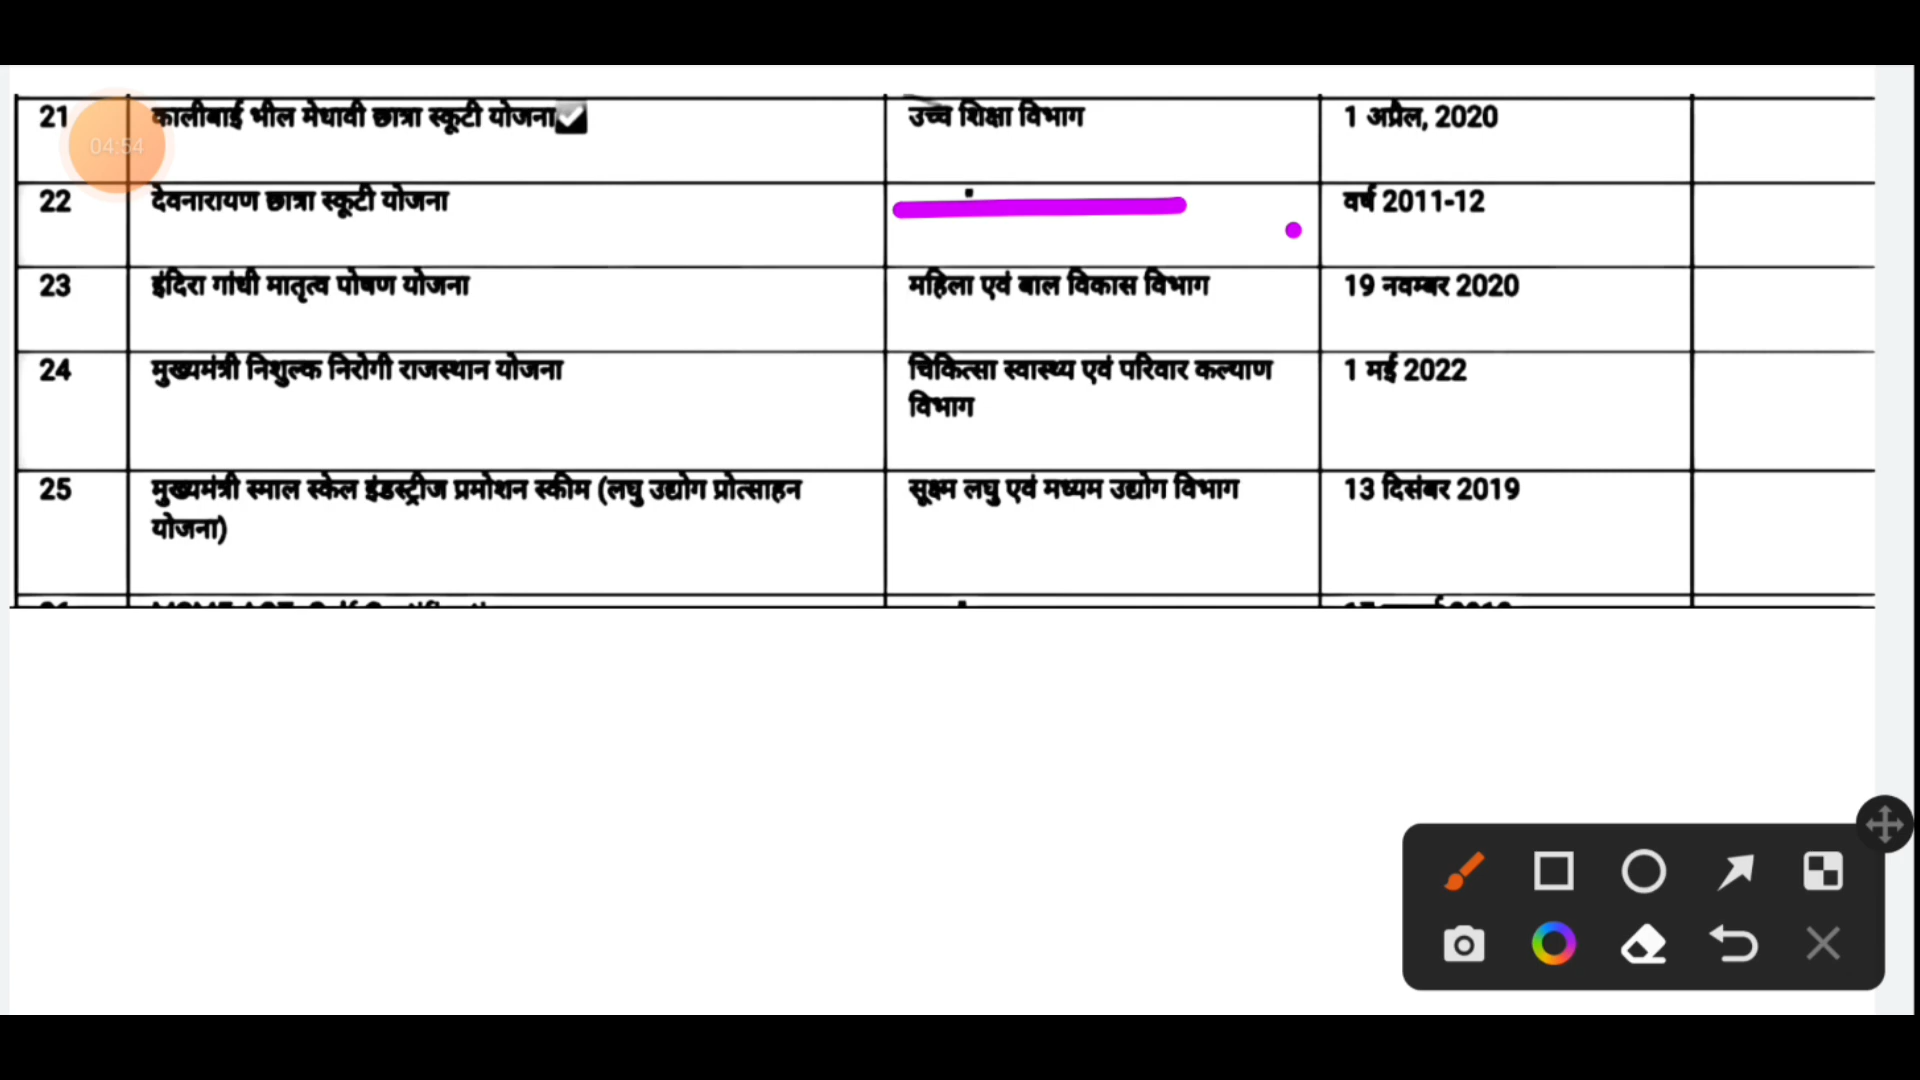 21 कालीबाई भील मेधावी छात्रा स्कूटी योजना उच्च शिक्षा विभाग 1 अप्रैल, 2020
04:54
22 देवनारायण छात्रा स्कूटी योजना वर्ष 2011-12
23 इंदिरा गांधी मातृत्व पोषण योजना महिला एवं बाल विकास विभाग 19 नवम्बर 2020
24 मुख्यमंत्री निशुल्क निरोगी राजस्थान योजना चिकित्सा स्वास्थ्य एवं परिवार कल्याण 1 मई 2022
विभाग
25 मुख्यमंत्री स्माल स्केल इंडस्ट्रीज प्रमोशन स्कीम (लघु उद्योग प्रोत्साहन सूक्ष्म लघु एवं मध्यम उद्योग विभाग 13 दिसंबर 2019
योजना)